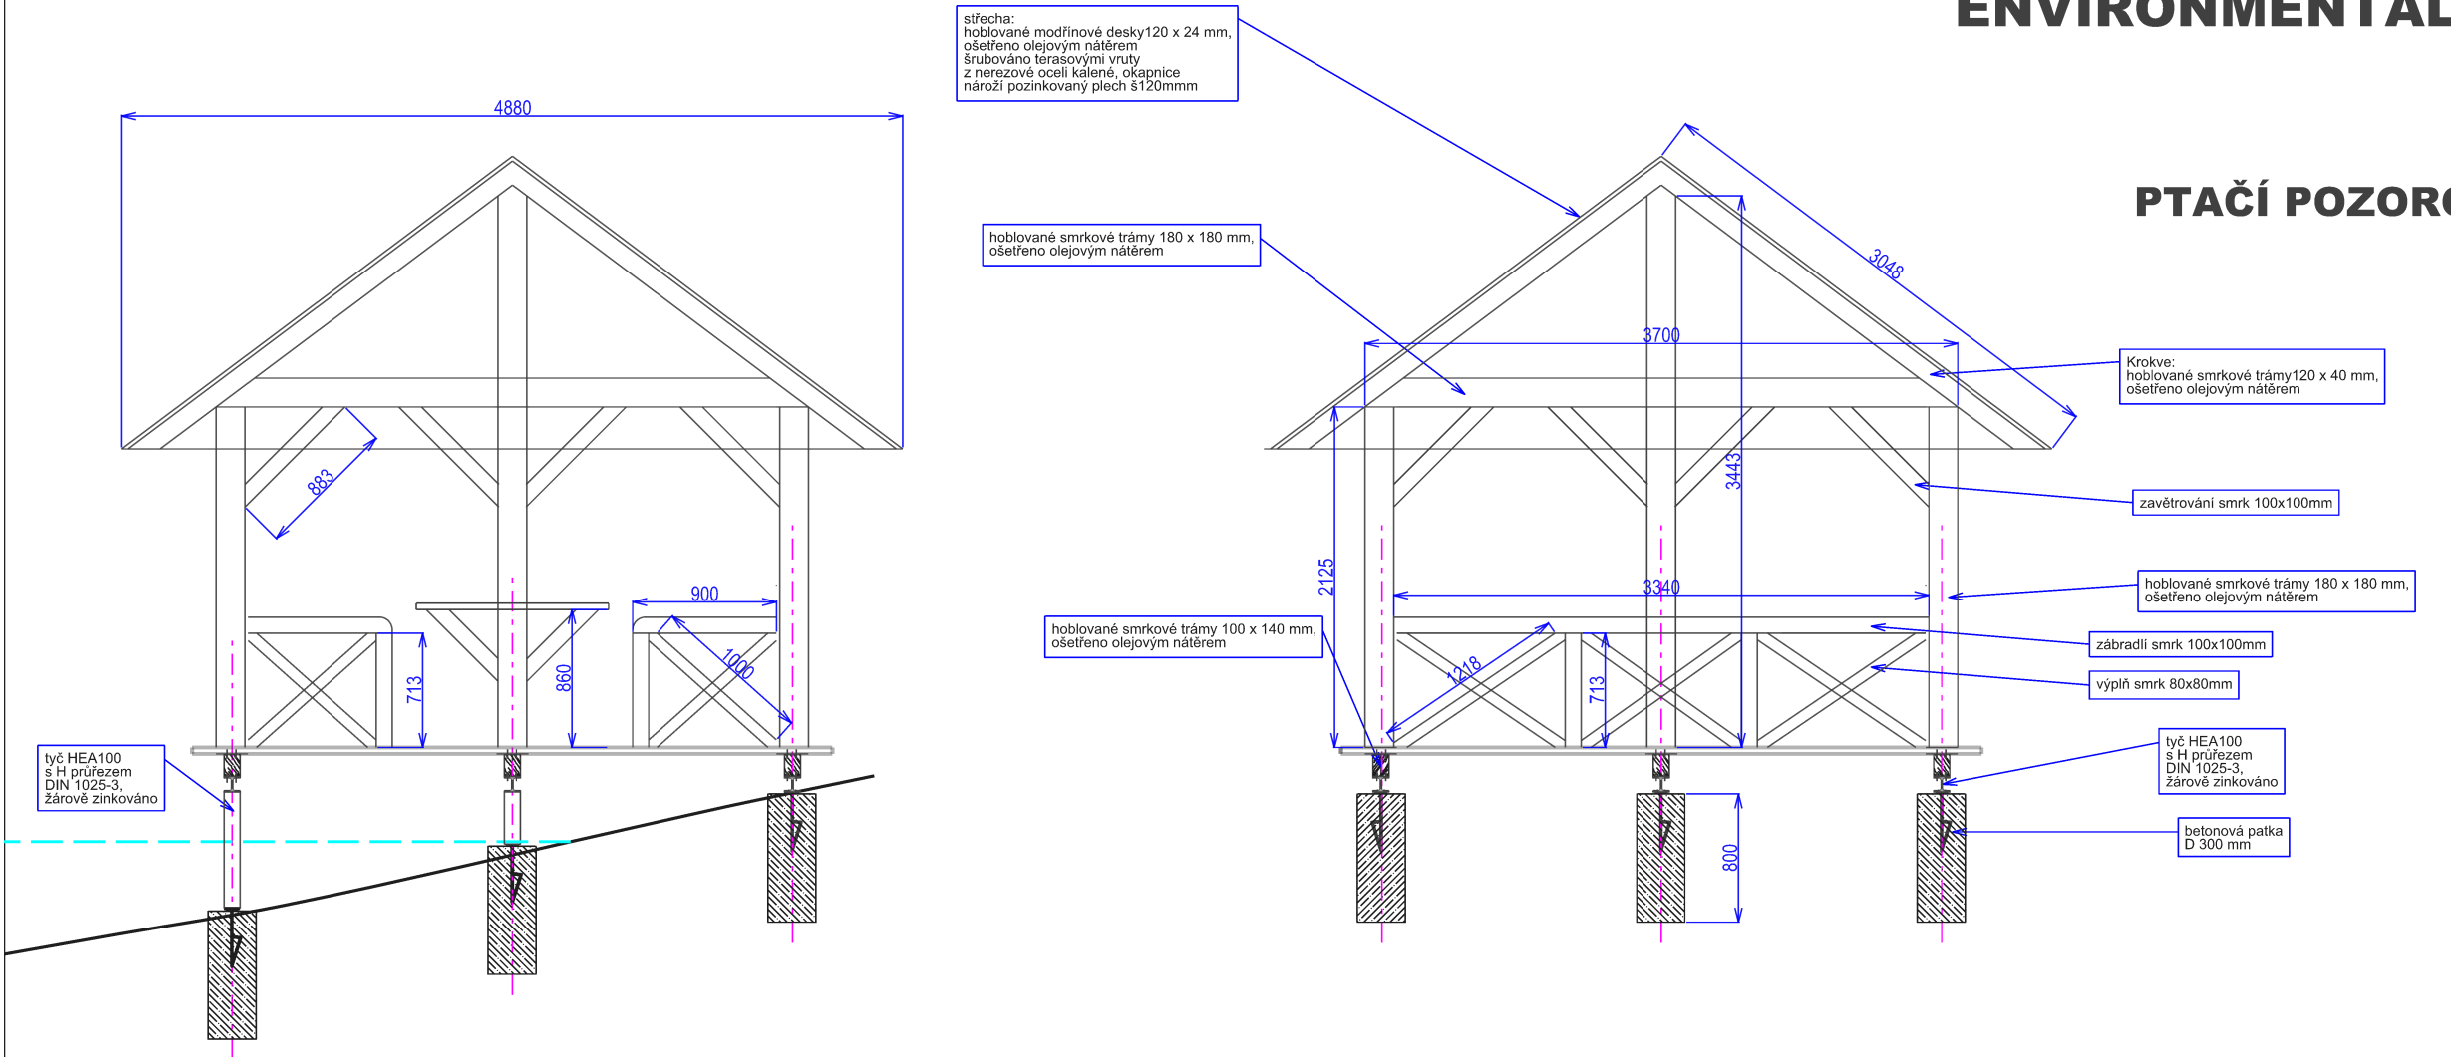 ENVIRONMENTAL
PTAČÍ POZORO
střecha:
hoblované modřínové desky120 x 24 mm,
ošetřeno olejovým nátěrem
šrubováno terasovými vruty
z nerezové oceli kalené, okapnice
nároží pozinkovaný plech š120mmm
hoblované smrkové trámy 180 x 180 mm,
ošetřeno olejovým nátěrem
4880
883
900
1000
713
860
tyč HEA100
s H průřezem
DIN 1025-3,
žárově zinkováno
3048
3700
3443
2125
3340
1218
713
800
hoblované smrkové trámy 100 x 140 mm,
ošetřeno olejovým nátěrem
Krokve:
hoblované smrkové trámy120 x 40 mm,
ošetřeno olejovým nátěrem
zavětrování smrk 100x100mm
hoblované smrkové trámy 180 x 180 mm,
ošetřeno olejovým nátěrem
zábradlí smrk 100x100mm
výplň smrk 80x80mm
tyč HEA100
s H průřezem
DIN 1025-3,
žárově zinkováno
betonová patka
D 300 mm